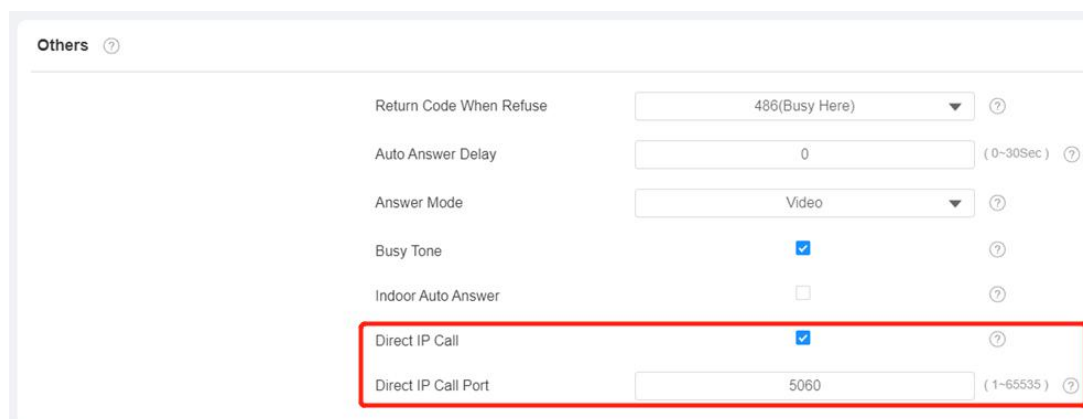 Others ?
Return Code When Refuse 486(Busy Here) ?
Auto Answer Delay 0 ( 0~30Sec ) ?
Answer Mode Video ?
Busy Tone ?
Indoor Auto Answer ?
Direct IP Call ?
Direct IP Call Port 5060 ( 1~65535 ) ?